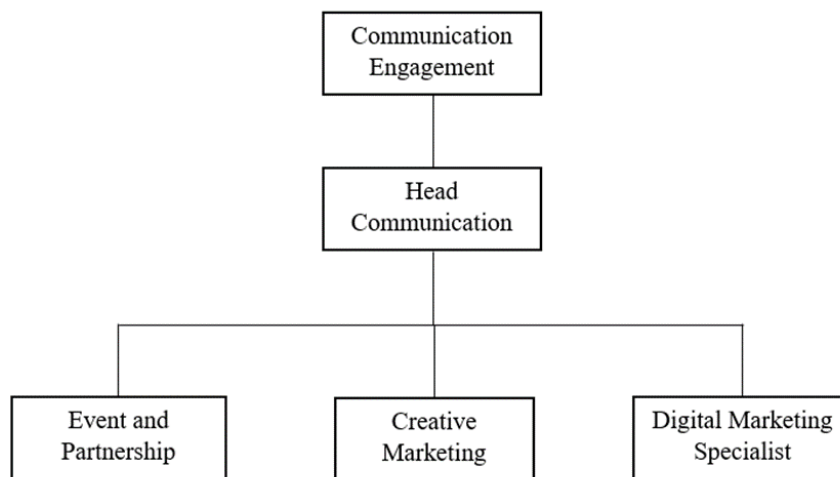 Communication
Engagement
Head
Communication
Event and
Partnership
Creative
Marketing
Digital Marketing
Specialist